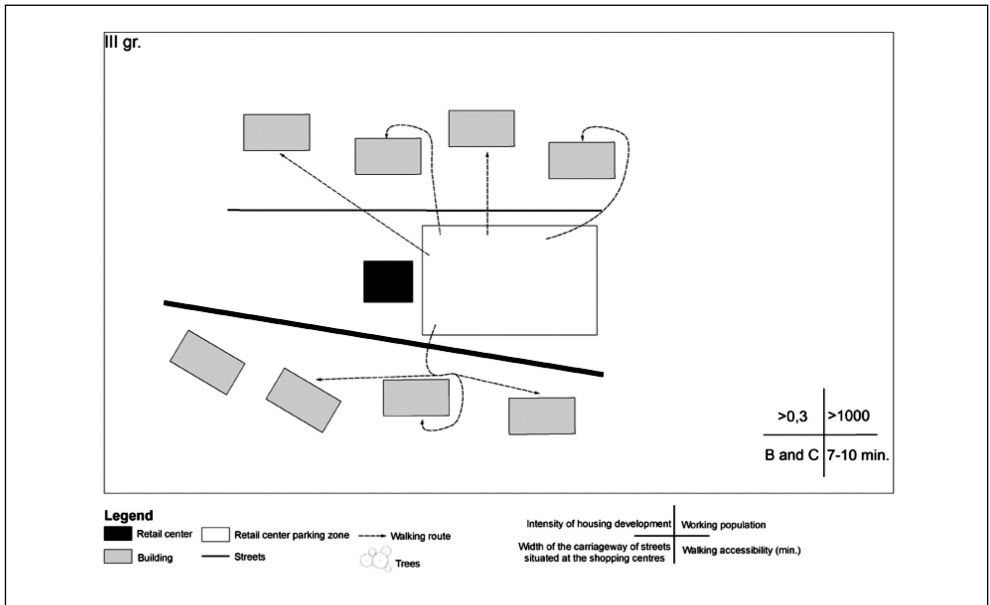 III gr.
>0,3 >1000
B and C 7-10 min.
Legend
Retail center
Retail center parking zone
Walking route
Building
Streets
Trees
Intensity of housing development
Working population
Width of the carriageway of streets
situated at the shopping centres
Walking accessibility (min.)